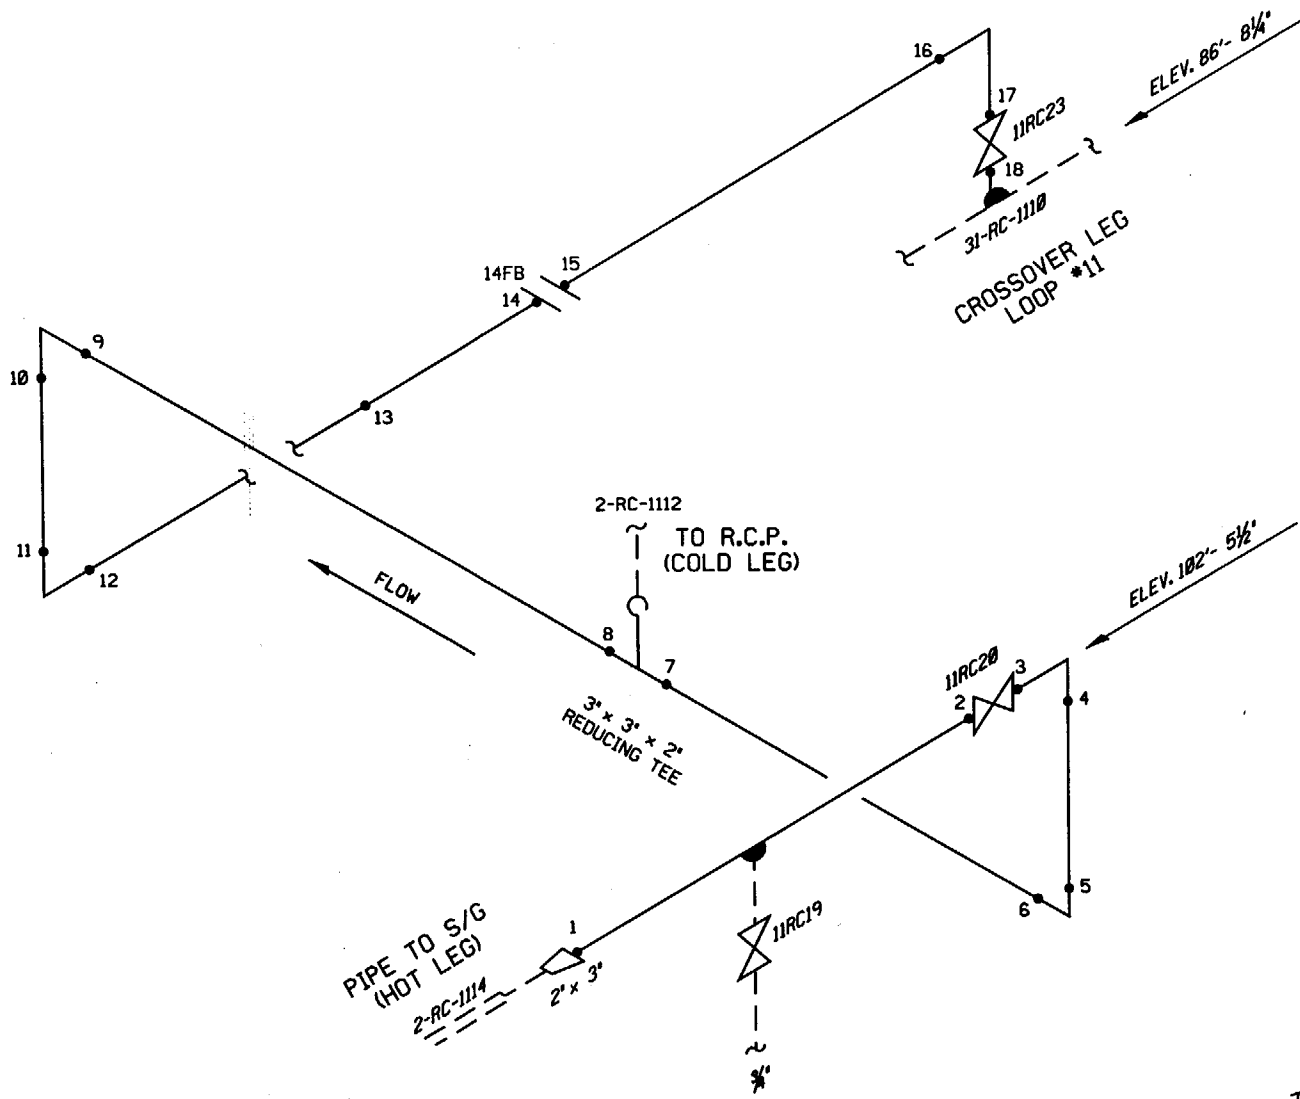 16
ELEV. 86'- 8¼"
17
11RC23
18
31-RC-1110
CROSSOVER LEG
LOOP #11
14FB
15
14
9
10
13
11
12
FLOW
2-RC-1112
TO R.C.P.
(COLD LEG)
8
7
3" x 3" x 2"
REDUCING TEE
ELEV. 102'- 5½"
11RC20
3
2
4
5
6
1
2" x 3"
PIPE TO S/G
(HOT LEG)
2-RC-1114
11RC19
¾"